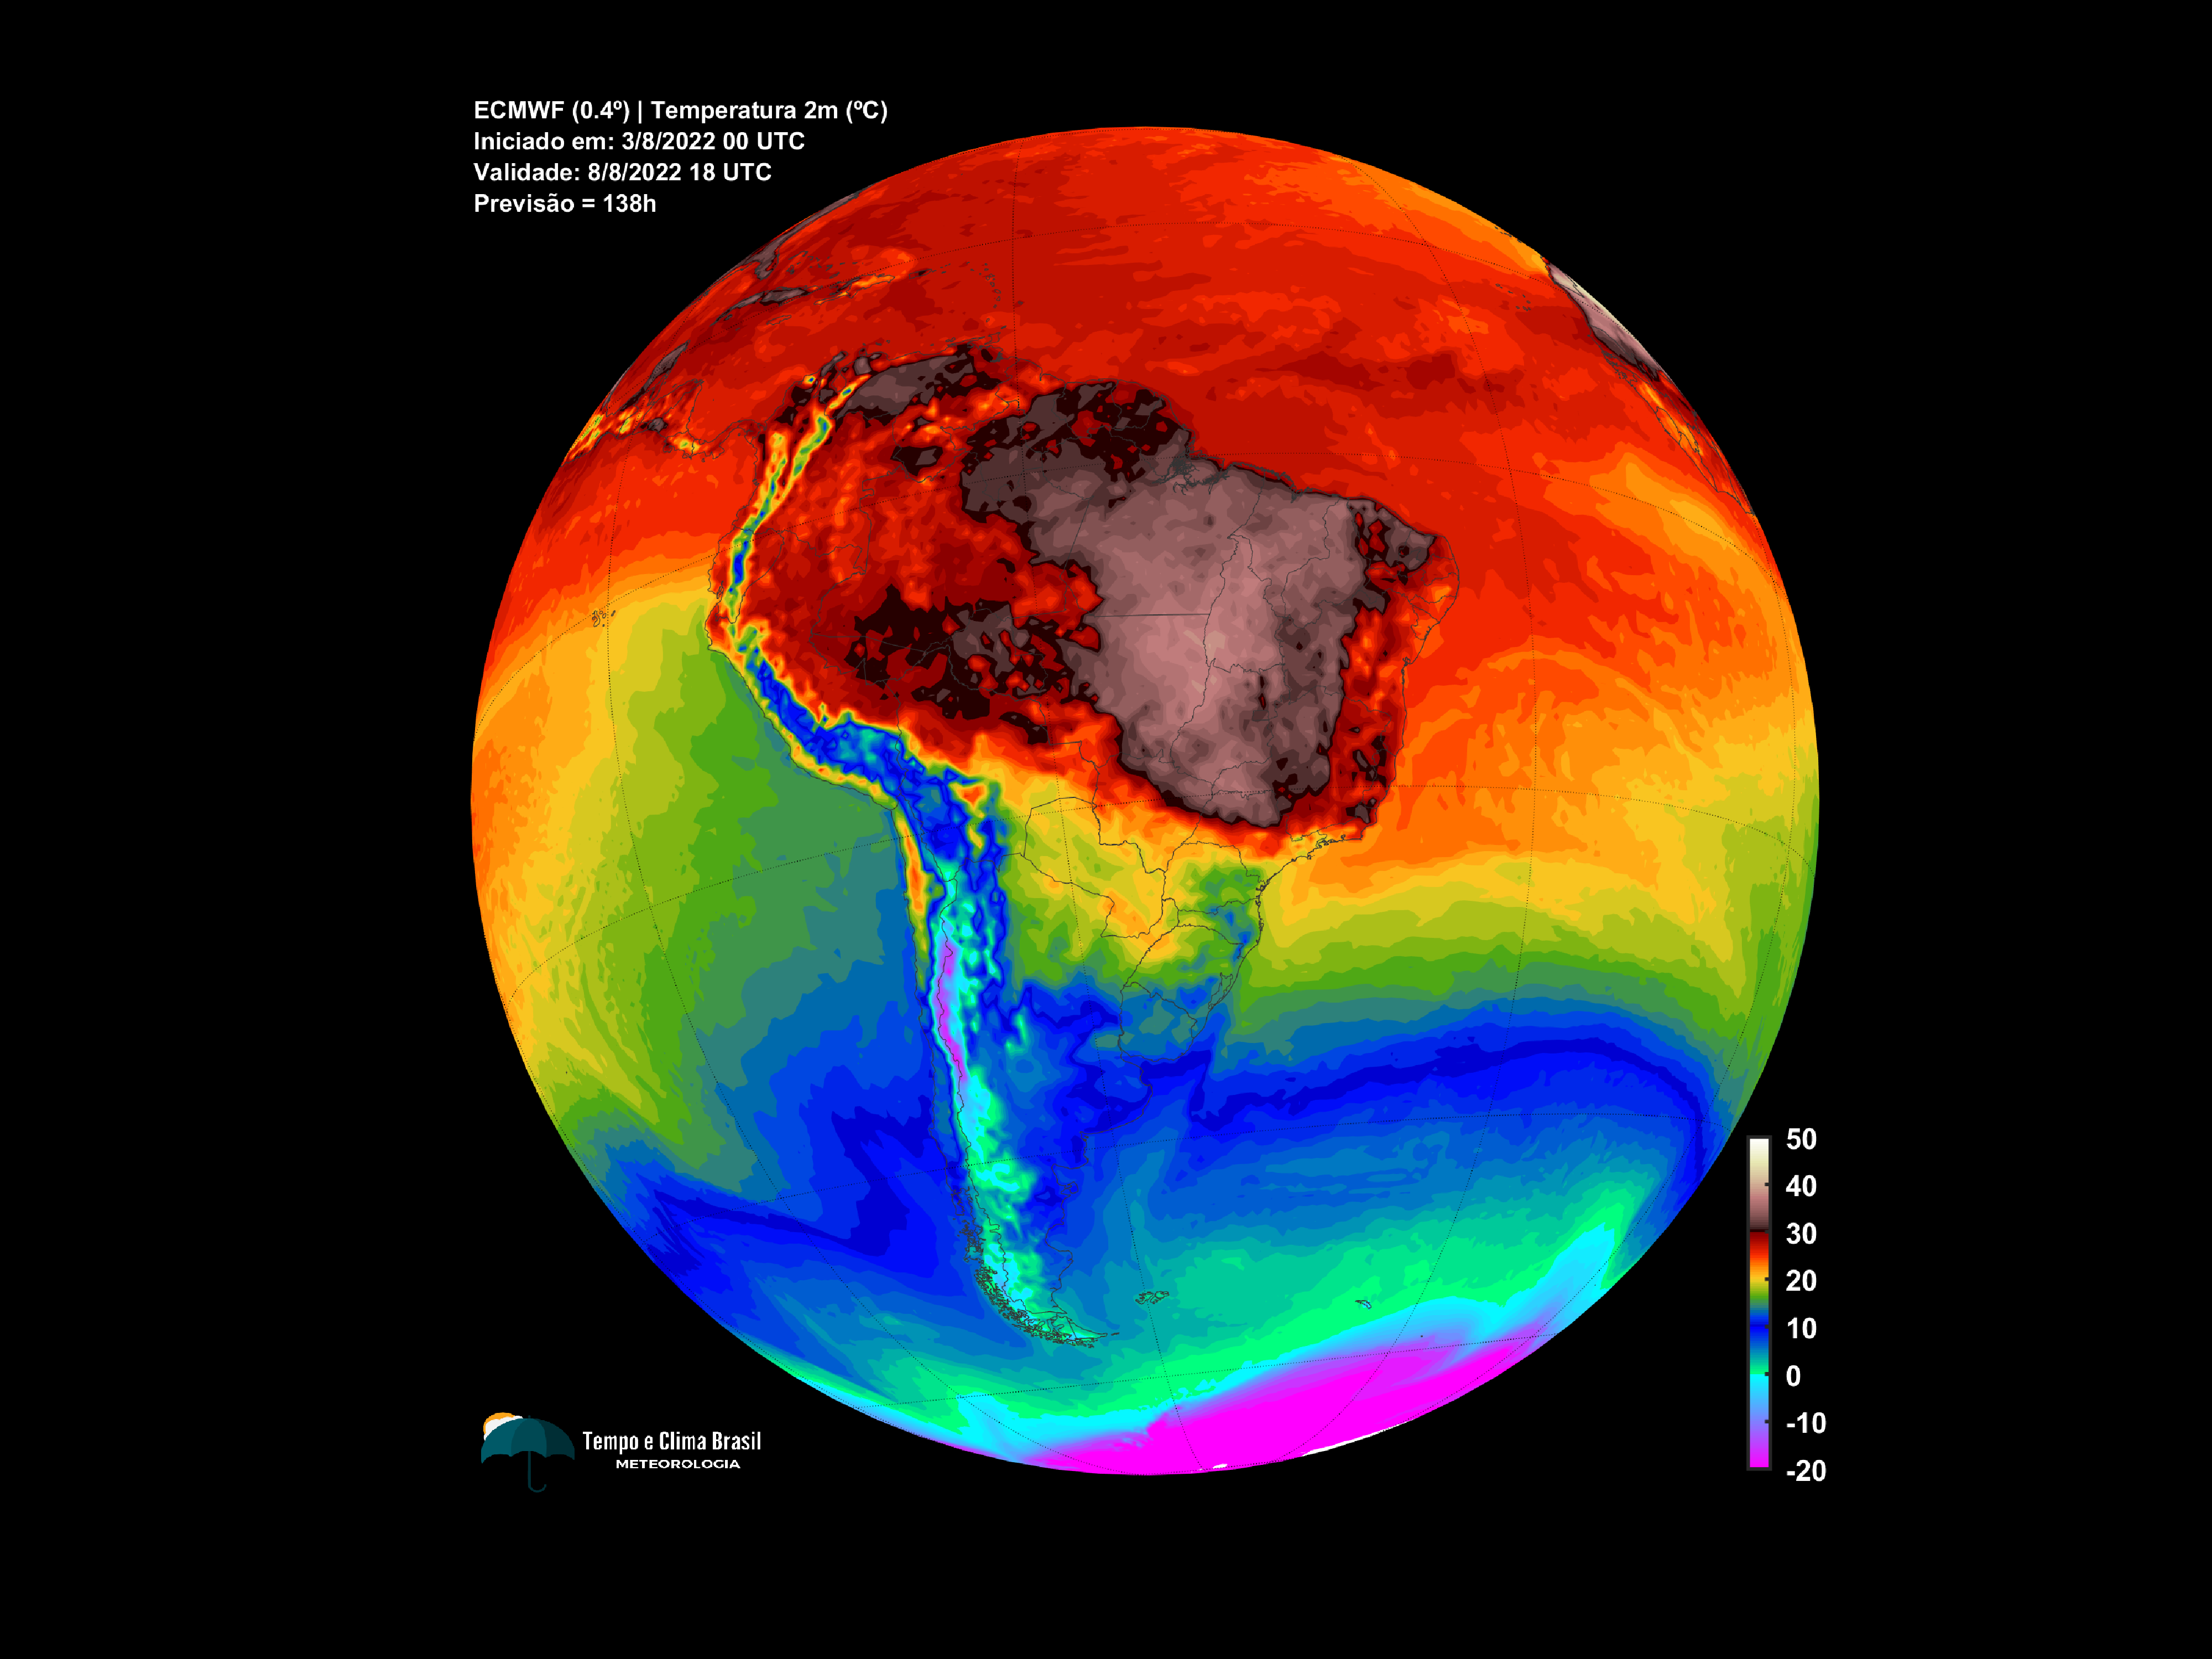 ECMWF (0.4º) | Temperatura 2m (ºC)
Iniciado em: 3/8/2022 00 UTC
Validade: 8/8/2022 18 UTC
Previsão = 138h
50
40
30
20
10
0
-10
-20
Tempo e Clima Brasil
METEOROLOGIA